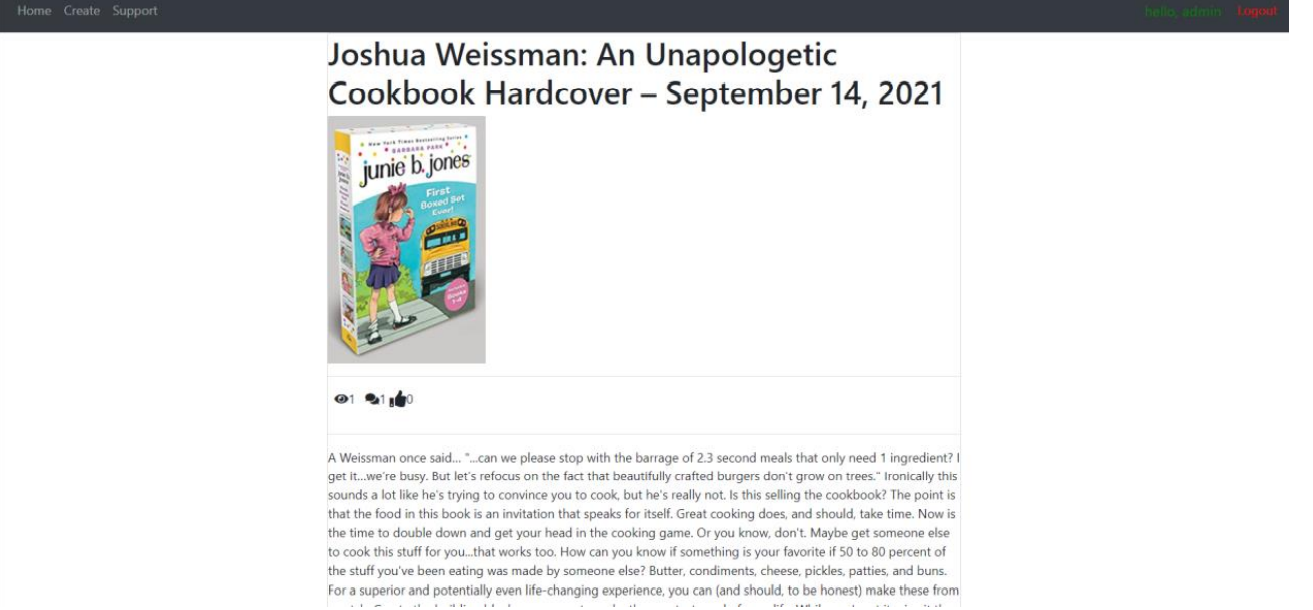 Home Create Support hello, admin Logout
Joshua Weissman: An Unapologetic
Cookbook Hardcover – September 14, 2021
New York Times Bestselling Series
BARBARA PARK
junie b. jones
First
Boxed Set
Ever!
Books
1-4
1 1 0
A Weissman once said... "...can we please stop with the barrage of 2.3 second meals that only need 1 ingredient? I
get it...we're busy. But let's refocus on the fact that beautifully crafted burgers don't grow on trees." Ironically this
sounds a lot like he's trying to convince you to cook, but he's really not. Is this selling the cookbook? The point is
that the food in this book is an invitation that speaks for itself. Great cooking does, and should, take time. Now is
the time to double down and get your head in the cooking game. Or you know, don't. Maybe get someone else
to cook this stuff for you...that works too. How can you know if something is your favorite if 50 to 80 percent of
the stuff you've been eating was made by someone else? Butter, condiments, cheese, pickles, patties, and buns.
For a superior and potentially even life-changing experience, you can (and should, to be honest) make these from